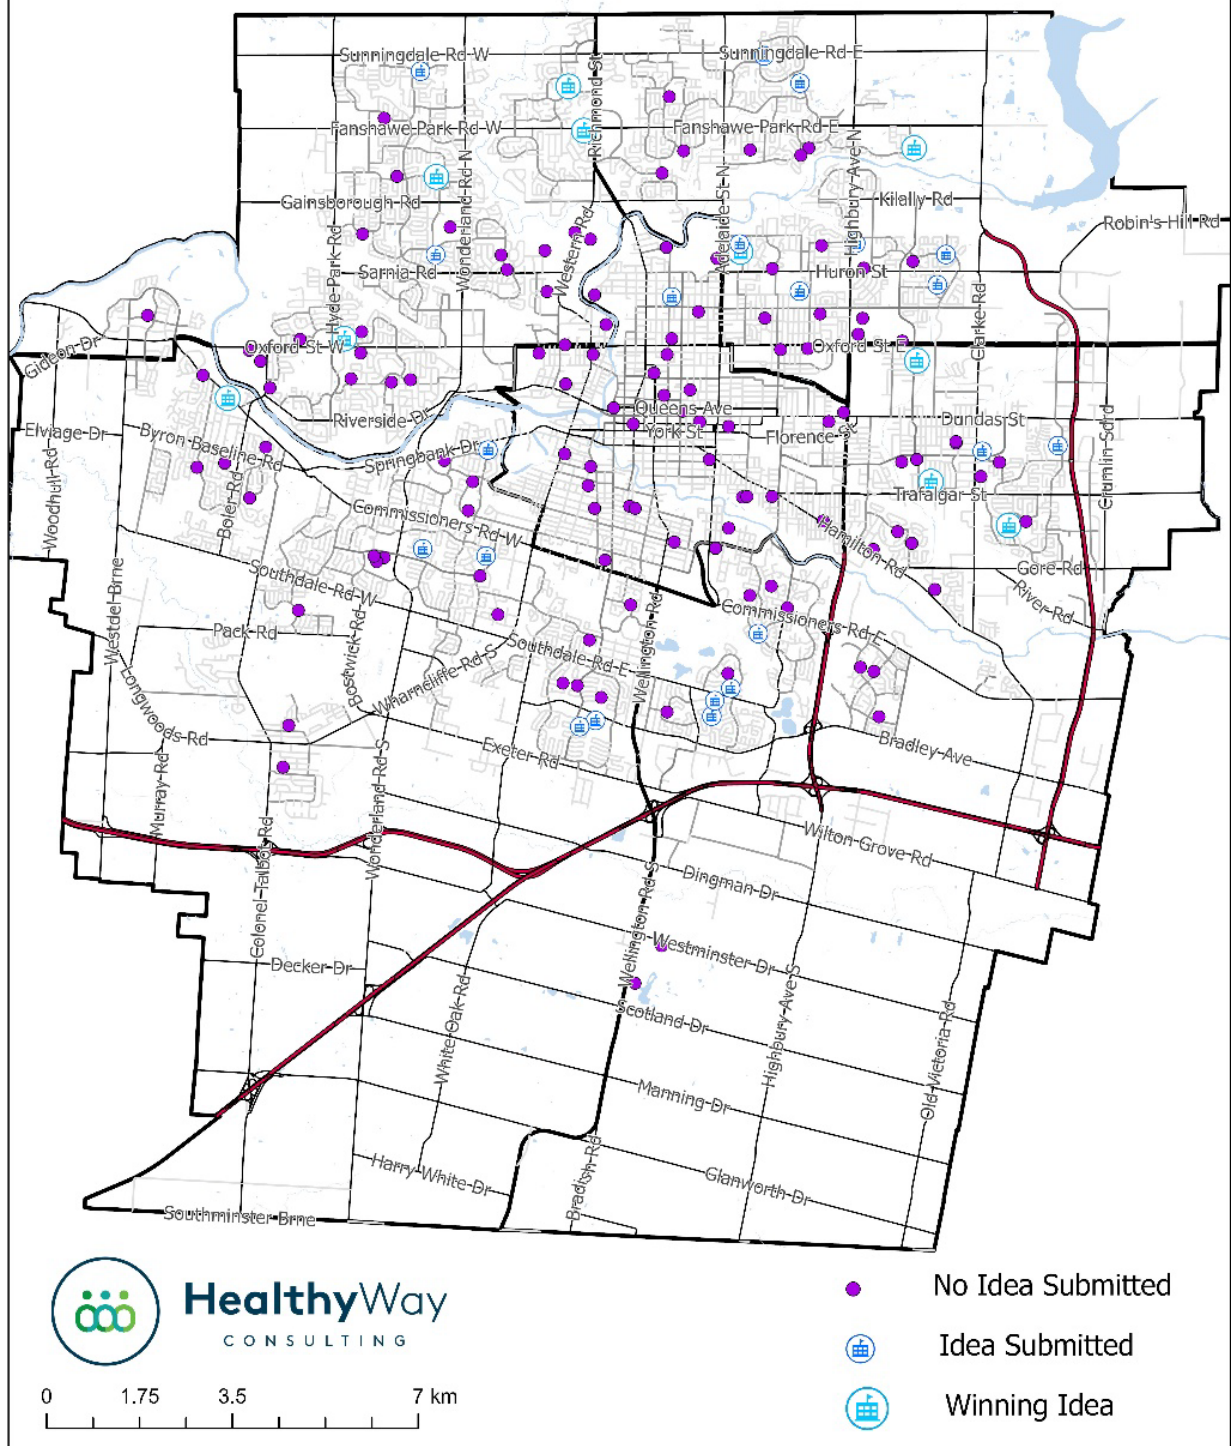 Sunningdale Rd W
Sunningdale Rd E
Richmond St
Fanshawe Park Rd W
Fanshawe Park Rd E
Highbury Ave N
Wonderland Rd N
Adelaide St N
Gainsborough Rd
Kilally Rd
Robin's Hill Rd
Western Rd
Hyde Park Rd
Sarnia Rd
Huron St
Clarke Rd
Gideon Dr
Oxford St W
Oxford St E
Queens Ave
Riverside Dr
Dundas St
Elviage Dr
Byron Baseline Rd
York St
Florence St
Springbank Dr
Crumlin Sdrd
Woodhull Rd
Boler Rd
Trafalgar St
Commissioners Rd W
Hamilton Rd
Gore Rd
Southdale Rd W
River Rd
Westdel Brne
Commissioners Rd E
Pack Rd
Bostwick Rd
Wellington Rd
Southdale Rd E
Wharncliffe Rd S
Longwoods Rd
Exeter Rd
Bradley Ave
Murray Rd
Wonderland Rd S
Wilton Grove Rd
Colonel Talbot Rd
Dingman Dr
Wellington Rd S
Westminster Dr
Decker Dr
White Oak Rd
Scotland Dr
Highbury Ave S
Old Victoria Rd
Manning Dr
Harry White Dr
Bradish Rd
Glanworth Dr
Southminster Brne
HealthyWay
CONSULTING
No Idea Submitted
Idea Submitted
Winning Idea
0 1.75 3.5 7 km